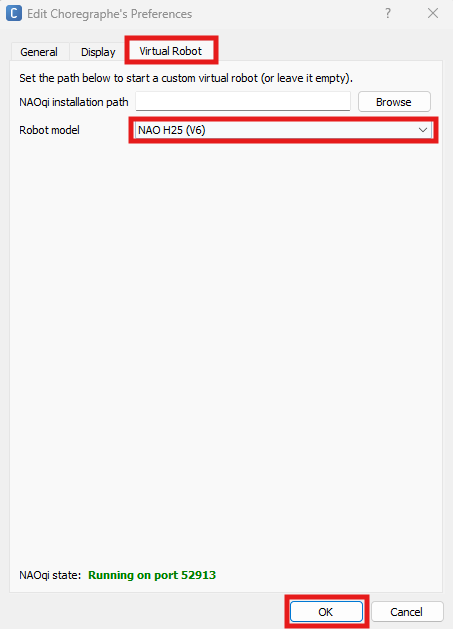 C Edit Choregraphe's Preferences ?
General Display Virtual Robot
Set the path below to start a custom virtual robot (or leave it empty).
NAOqi installation path Browse
Robot model NAO H25 (V6)
NAOqi state: Running on port 52913
OK Cancel